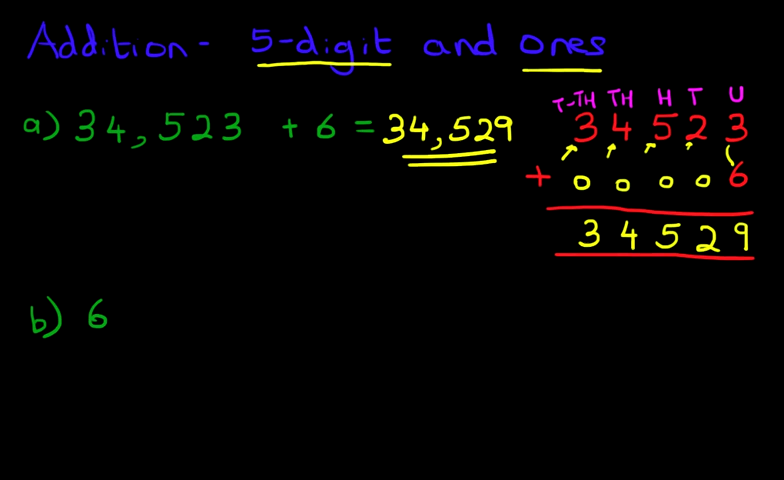 Addition - 5-digit and ones
T-TH TH H T U
a) 34,523 + 6 = 34,529
3 4 5 2 3
+ 0 0 0 0 6
3 4 5 2 9
b) 6